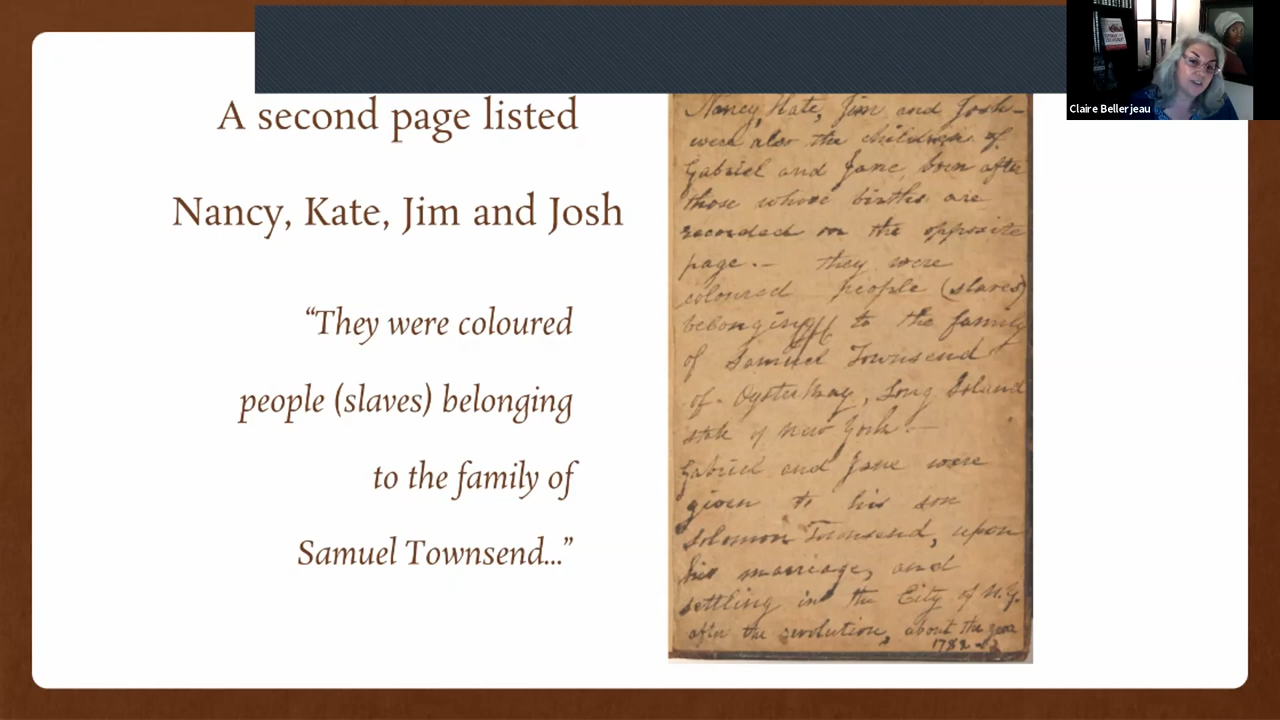 A second page listed
Nancy, Kate, Jim and Josh
“They were coloured
people (slaves) belonging
to the family of
Samuel Townsend...”
Nancy, Kate, Jim and Josh-
were also the children of
Gabriel and Jane, born after
those whose births are
recorded on the opposite
page.- they were
coloured people (slaves)
belonging to the family
of Samuel Townsend
of Oyster Bay, Long Island
state of New York.-
Gabriel and Jane were
given to his son
Solomon Townsend, upon
his marriage, and
settling in the City of N.Y.
after the revolution, about the year
Claire Bellerjeau